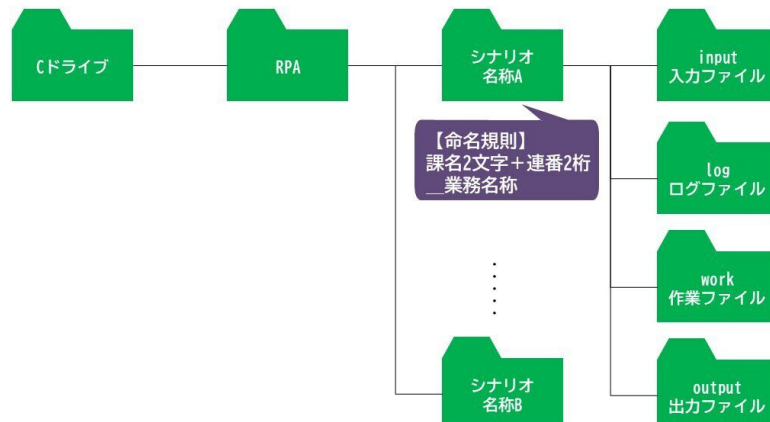 Cドライブ
RPA
シナリオ
名称A
input
入力ファイル
【命名規則】
課名2文字＋連番2桁
＿業務名称
log
ログファイル
work
作業ファイル
シナリオ
名称B
output
出力ファイル